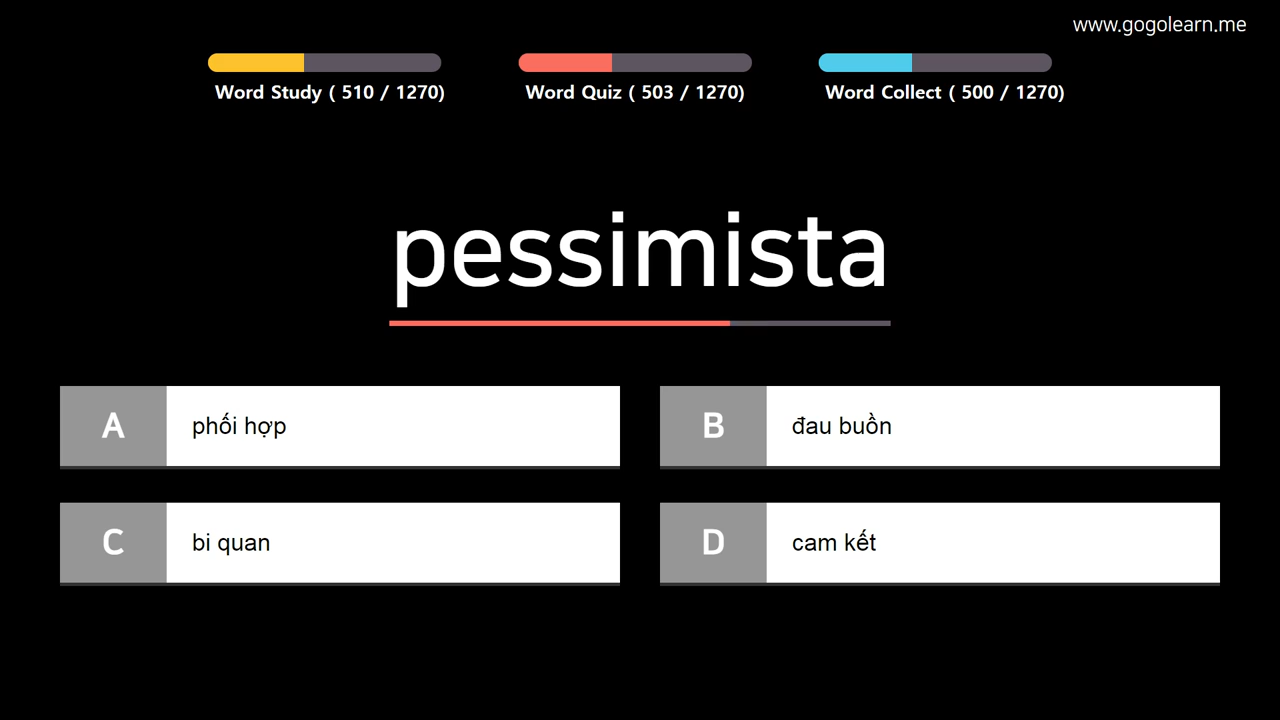 www.gogolearn.me
Word Study ( 510 / 1270)
Word Quiz ( 503 / 1270)
Word Collect ( 500 / 1270)
pessimista
A phối hợp
B đau buồn
C bi quan
D cam kết